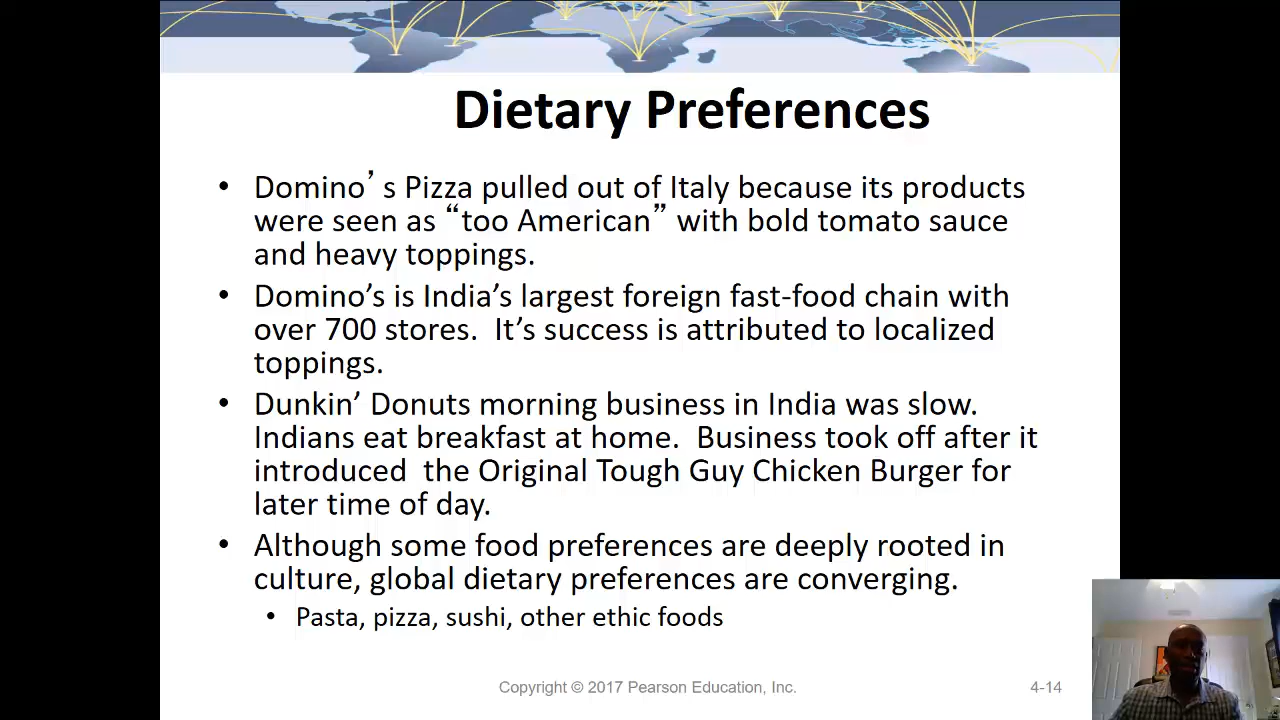 Dietary Preferences
• Domino’s Pizza pulled out of Italy because its products
were seen as “too American” with bold tomato sauce
and heavy toppings.
• Domino’s is India’s largest foreign fast-food chain with
over 700 stores.  It’s success is attributed to localized
toppings.
• Dunkin’ Donuts morning business in India was slow.
Indians eat breakfast at home.  Business took off after it
introduced  the Original Tough Guy Chicken Burger for
later time of day.
• Although some food preferences are deeply rooted in
culture, global dietary preferences are converging.
• Pasta, pizza, sushi, other ethic foods
Copyright © 2017 Pearson Education, Inc.
4-14